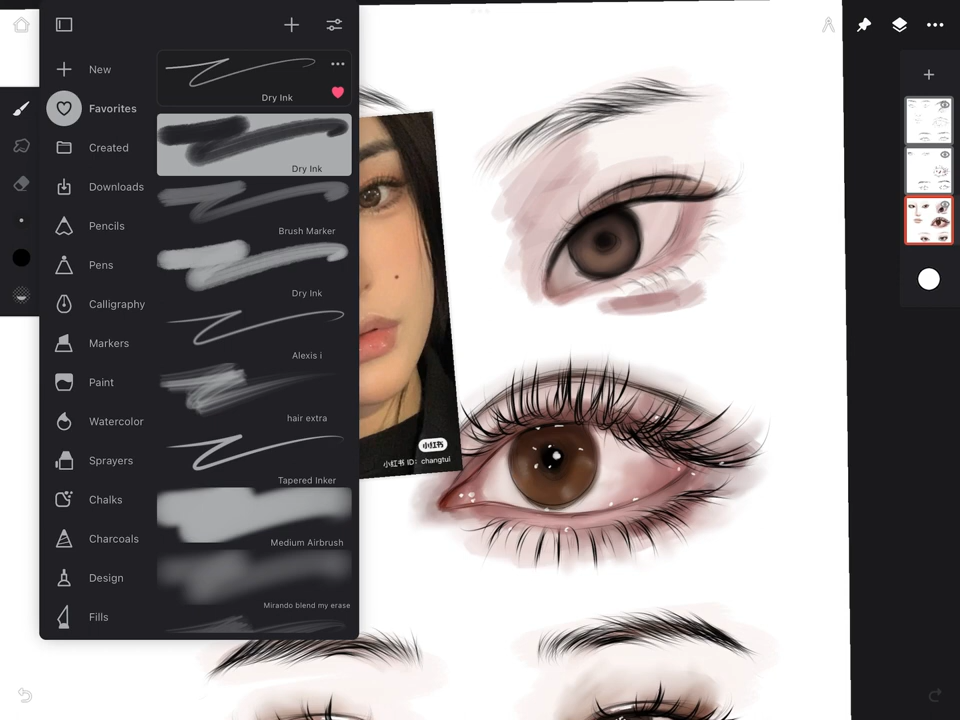 New
Favorites
Created
Downloads
Pencils
Pens
Calligraphy
Markers
Paint
Watercolor
Sprayers
Chalks
Charcoals
Design
Fills
Dry Ink
Dry Ink
Brush Marker
Dry Ink
Alexis i
hair extra
Tapered Inker
Medium Airbrush
Mirando blend my erase
小红书
小红书 ID: changtui